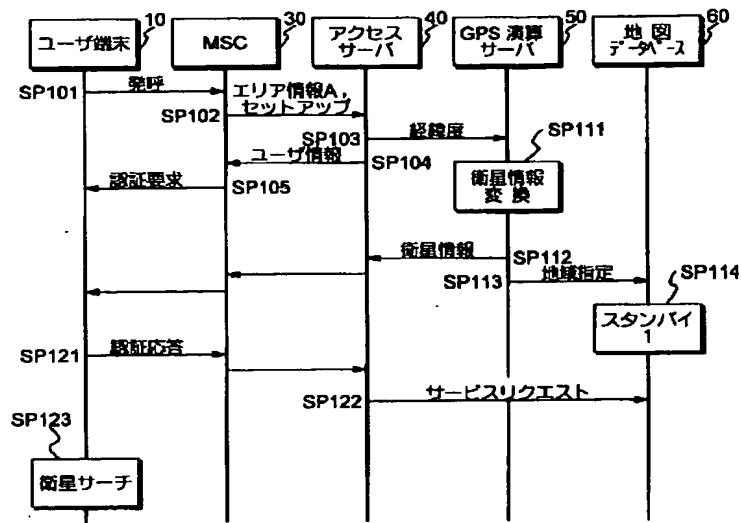 10
30
40
50
60
ユーザ端末
MSC
アクセス
サーバ
GPS 演算
サーバ
地 図
データベース
SP101
発呼
エリア情報A,
セットアップ
SP102
SP103
経緯度
SP111
ユーザ情報
SP104
認証要求
SP105
衛星情報
変 換
衛星情報
SP112
SP113
地域指定
SP114
スタンバイ
1
SP121
認証応答
SP122
サービスリクエスト
SP123
衛星サーチ